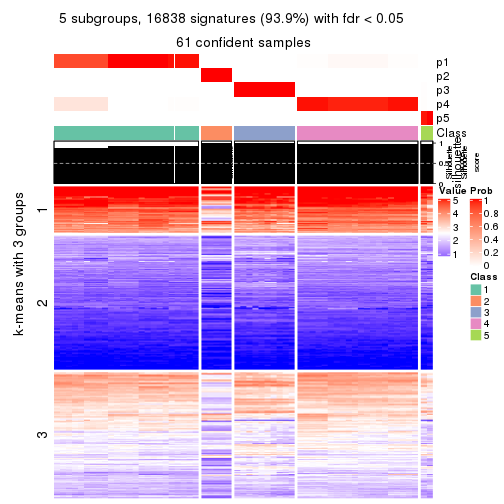 5 subgroups, 16838 signatures (93.9%) with fdr < 0.05
61 confident samples
p1
p2
p3
p4
p5
Class
1
0.5
0
silhouette
score
k-means with 3 groups
1
2
3
Value
5
4
3
2
1
Prob
1
0.8
0.6
0.4
0.2
0
Class
1
2
3
4
5